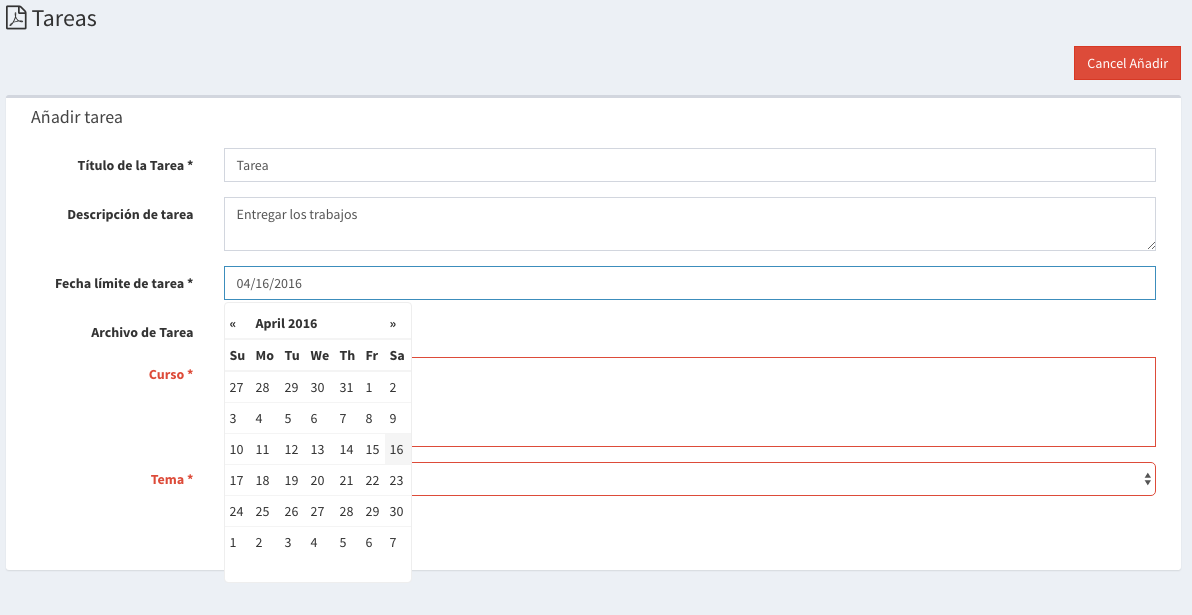 Tareas
Cancel Añadir
Añadir tarea
Título de la Tarea *
Tarea
Descripción de tarea
Entregar los trabajos
Fecha límite de tarea *
04/16/2016
Archivo de Tarea
Curso *
Tema *
« April 2016 »
Su Mo Tu We Th Fr Sa
27 28 29 30 31 1 2
3 4 5 6 7 8 9
10 11 12 13 14 15 16
17 18 19 20 21 22 23
24 25 26 27 28 29 30
1 2 3 4 5 6 7